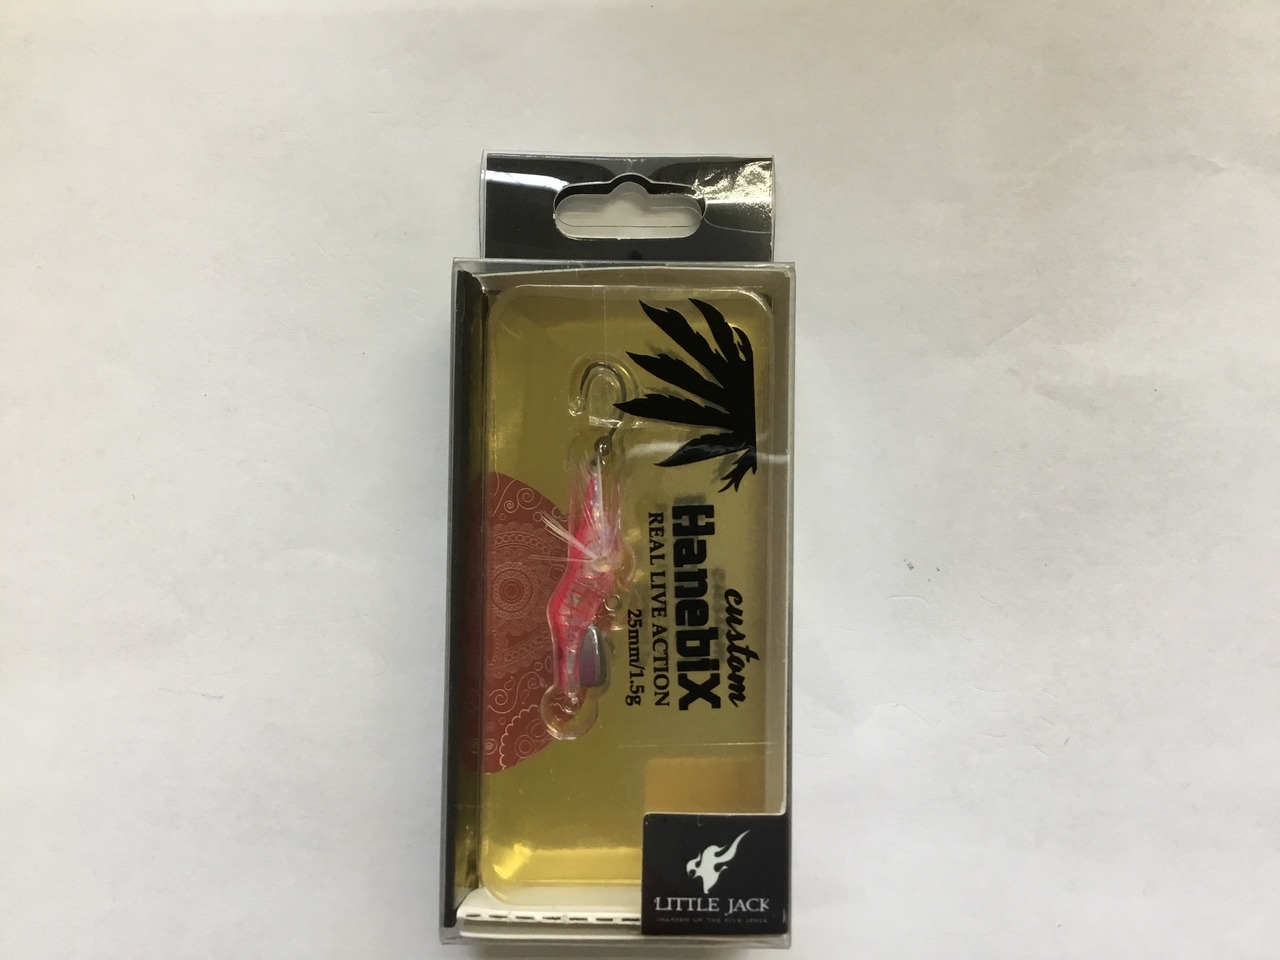 custom
HanebiX
REAL LIVE ACTION
25mm/1.5g
LITTLE JACK